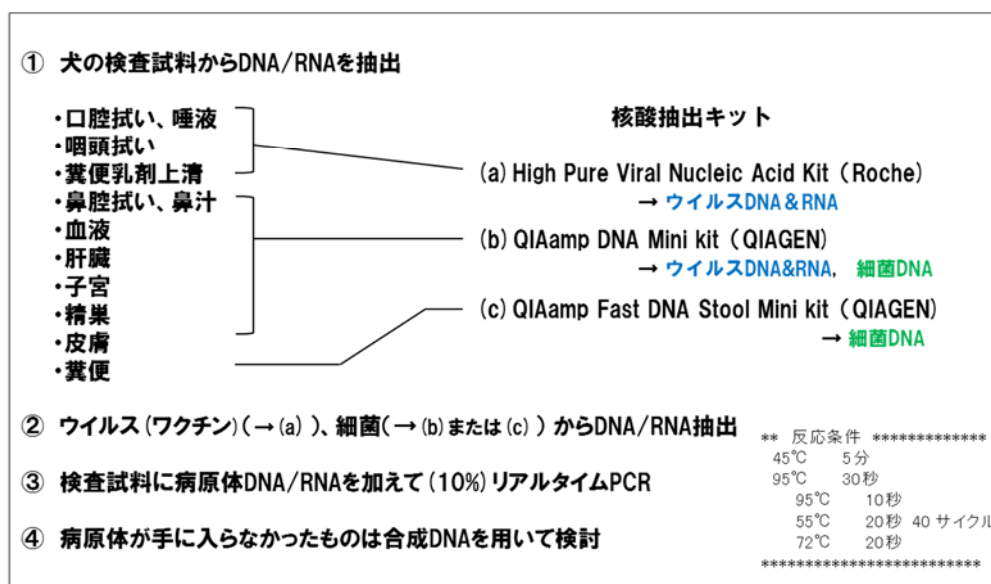 ① 犬の検査試料からDNA/RNAを抽出
・口腔拭い、唾液
・咽頭拭い
・糞便乳剤上清
・鼻腔拭い、鼻汁
・血液
・肝臓
・子宮
・精巣
・皮膚
・糞便
核酸抽出キット
(a) High Pure Viral Nucleic Acid Kit (Roche)
→ ウイルスDNA&RNA
(b) QIAamp DNA Mini kit (QIAGEN)
→ ウイルスDNA&RNA, 細菌DNA
(c) QIAamp Fast DNA Stool Mini kit (QIAGEN)
→ 細菌DNA
② ウイルス(ワクチン)(→(a))、細菌(→(b)または(c))からDNA/RNA抽出
③ 検査試料に病原体DNA/RNAを加えて(10%)リアルタイムPCR
④ 病原体が手に入らなかったものは合成DNAを用いて検討
** 反応条件 *************
45℃ 5分
95℃ 30秒
95℃ 10秒
55℃ 20秒 40サイクル
72℃ 20秒
*************************